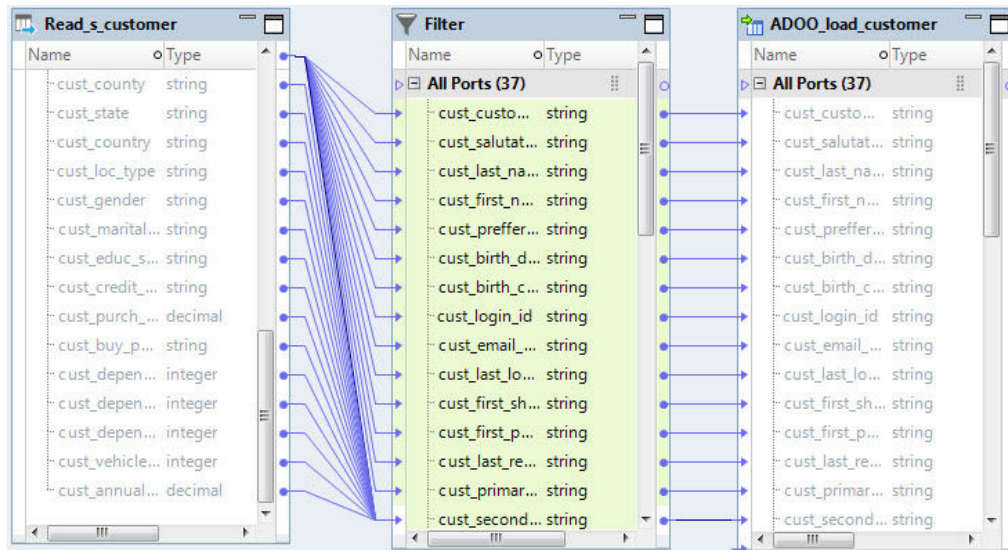 Read_s_customer
Name Type
cust_county string
cust_state string
cust_country string
cust_loc_type string
cust_gender string
cust_marital... string
cust_educ_s... string
cust_credit_... string
cust_purch_... decimal
cust_buy_p... string
cust_depen... integer
cust_depen... integer
cust_depen... integer
cust_vehicle... integer
cust_annual... decimal
Filter
Name Type
All Ports (37)
cust_custo... string
cust_salutat... string
cust_last_na... string
cust_first_n... string
cust_preffer... string
cust_birth_d... string
cust_birth_c... string
cust_login_id string
cust_email_... string
cust_last_lo... string
cust_first_sh... string
cust_first_p... string
cust_last_re... string
cust_primar... string
cust_second... string
ADOO_load_customer
Name Type
All Ports (37)
cust_custo... string
cust_salutat... string
cust_last_na... string
cust_first_n... string
cust_preffer... string
cust_birth_d... string
cust_birth_c... string
cust_login_id string
cust_email_... string
cust_last_lo... string
cust_first_sh... string
cust_first_p... string
cust_last_re... string
cust_primar... string
cust_second... string